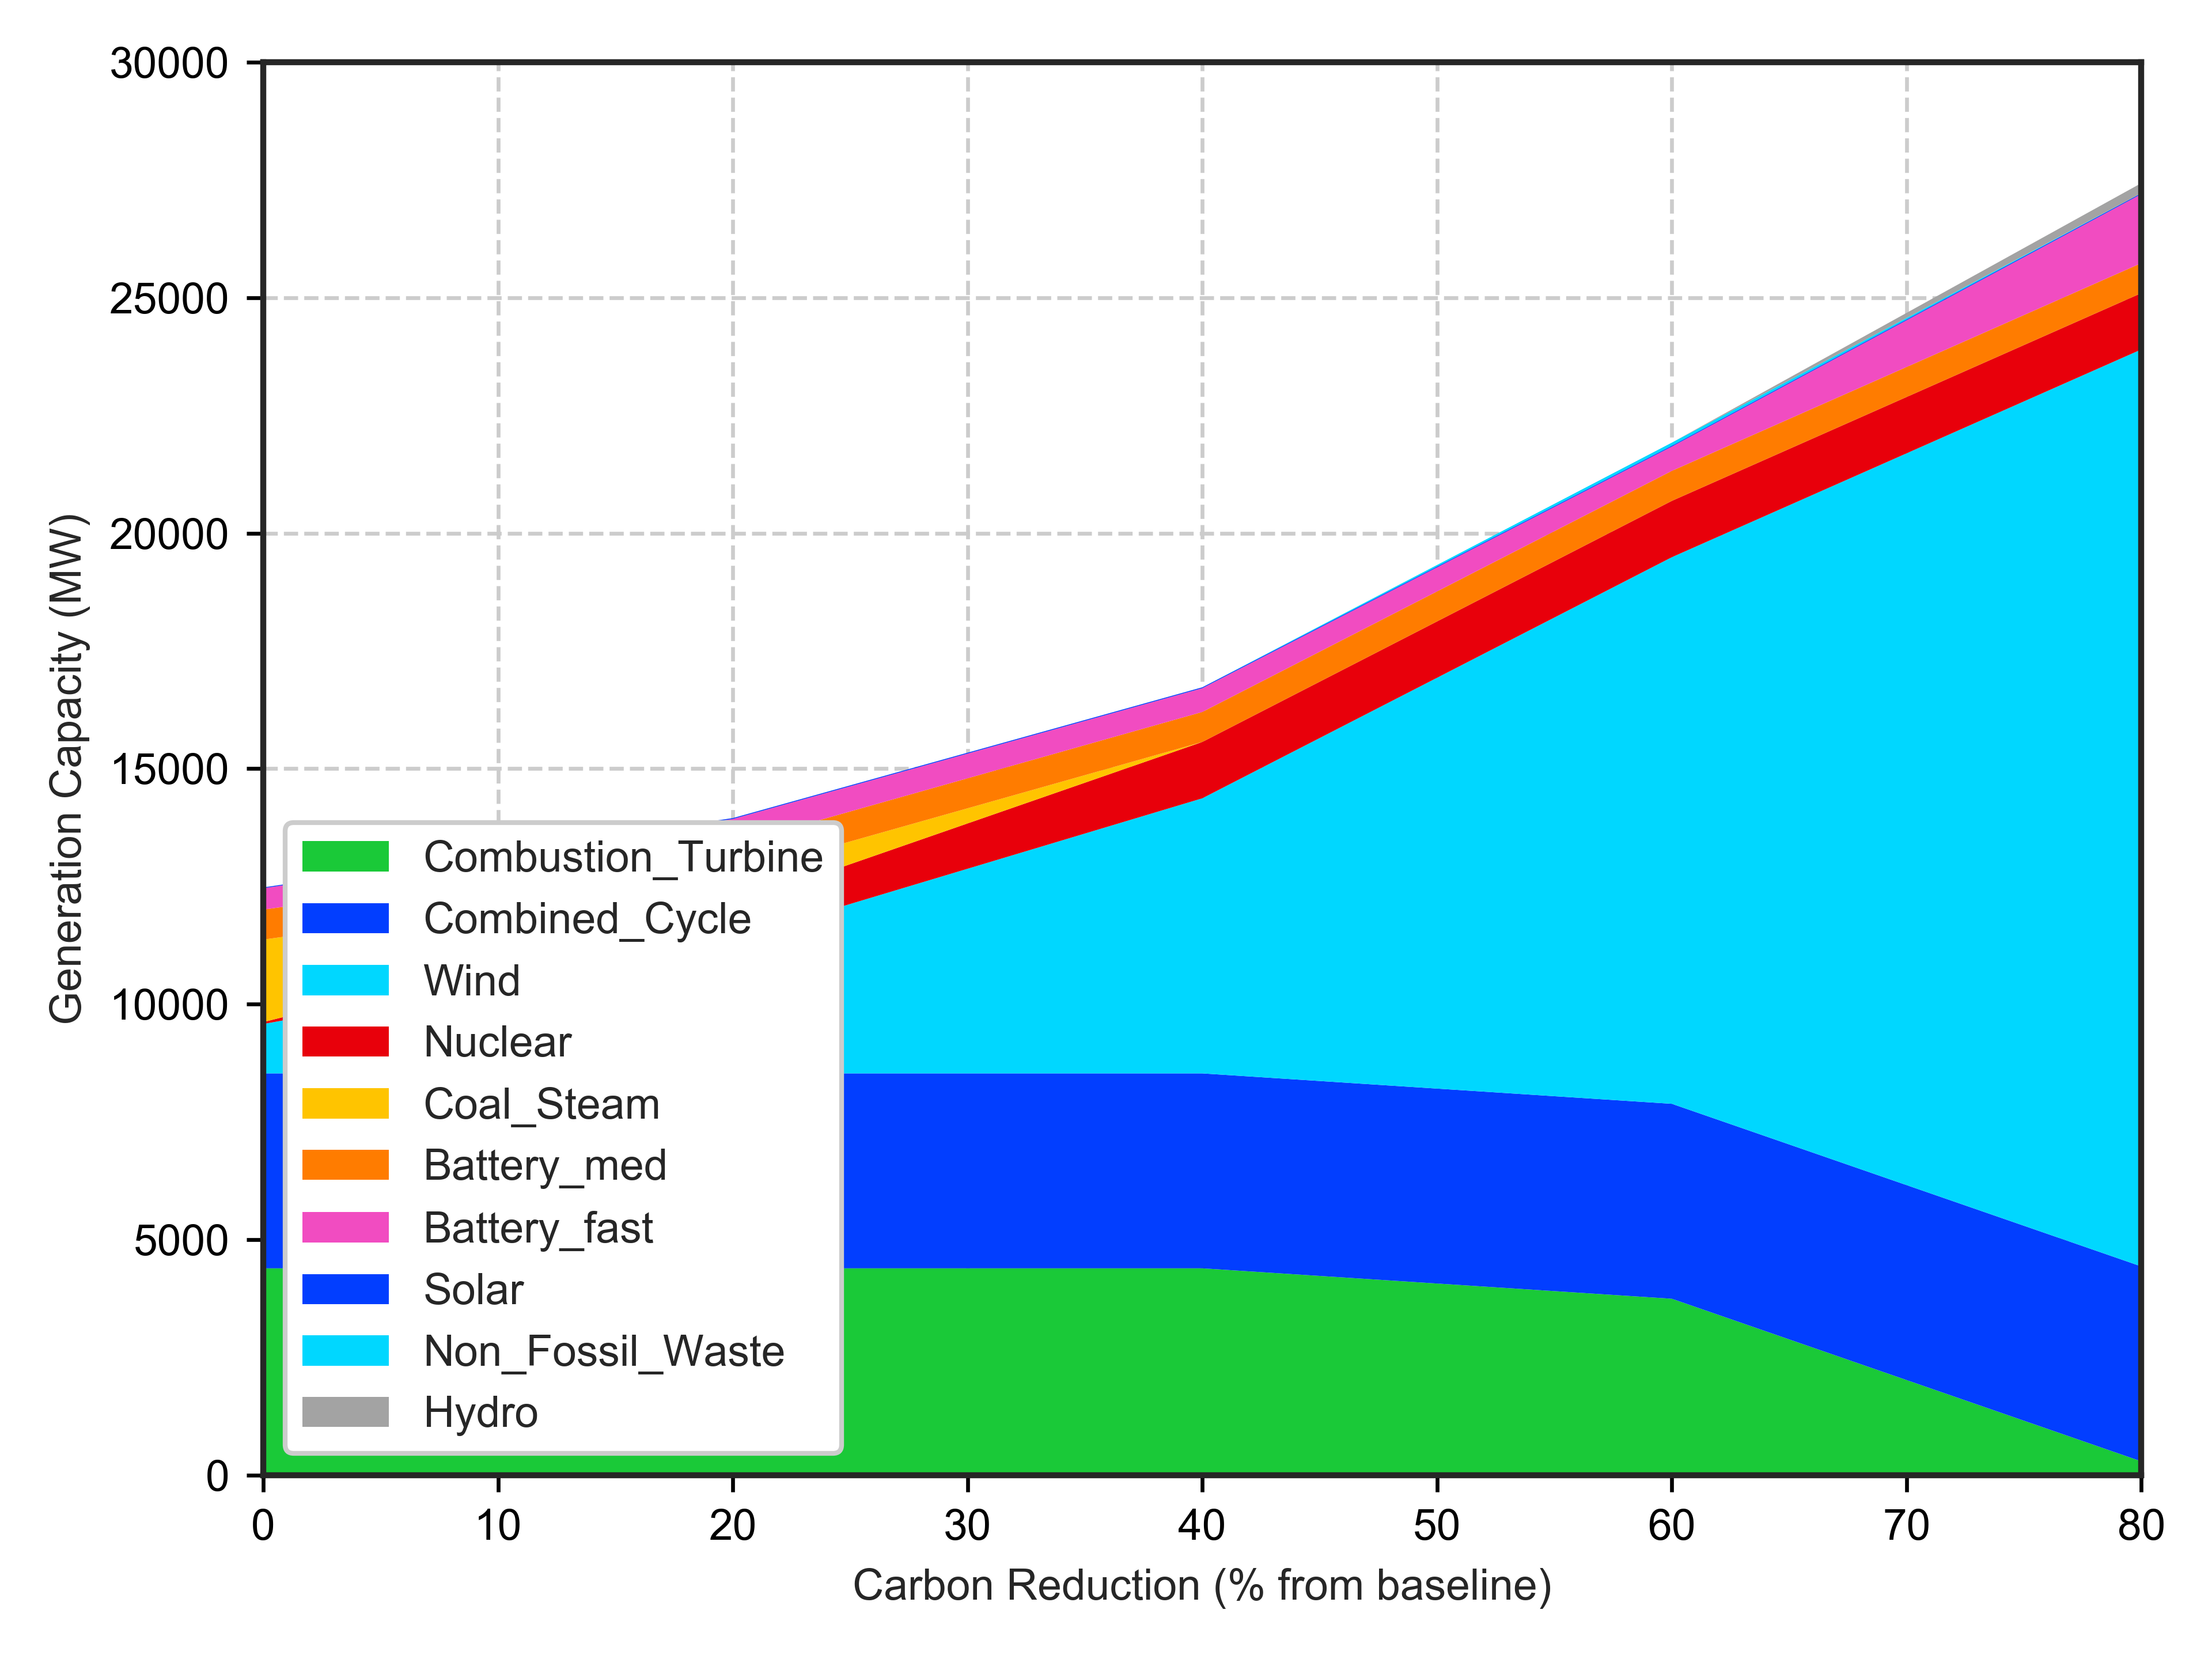 30000
25000
20000
15000
10000
5000
0
Generation Capacity (MW)
Combustion_Turbine
Combined_Cycle
Wind
Nuclear
Coal_Steam
Battery_med
Battery_fast
Solar
Non_Fossil_Waste
Hydro
0 10 20 30 40 50 60 70 80
Carbon Reduction (% from baseline)